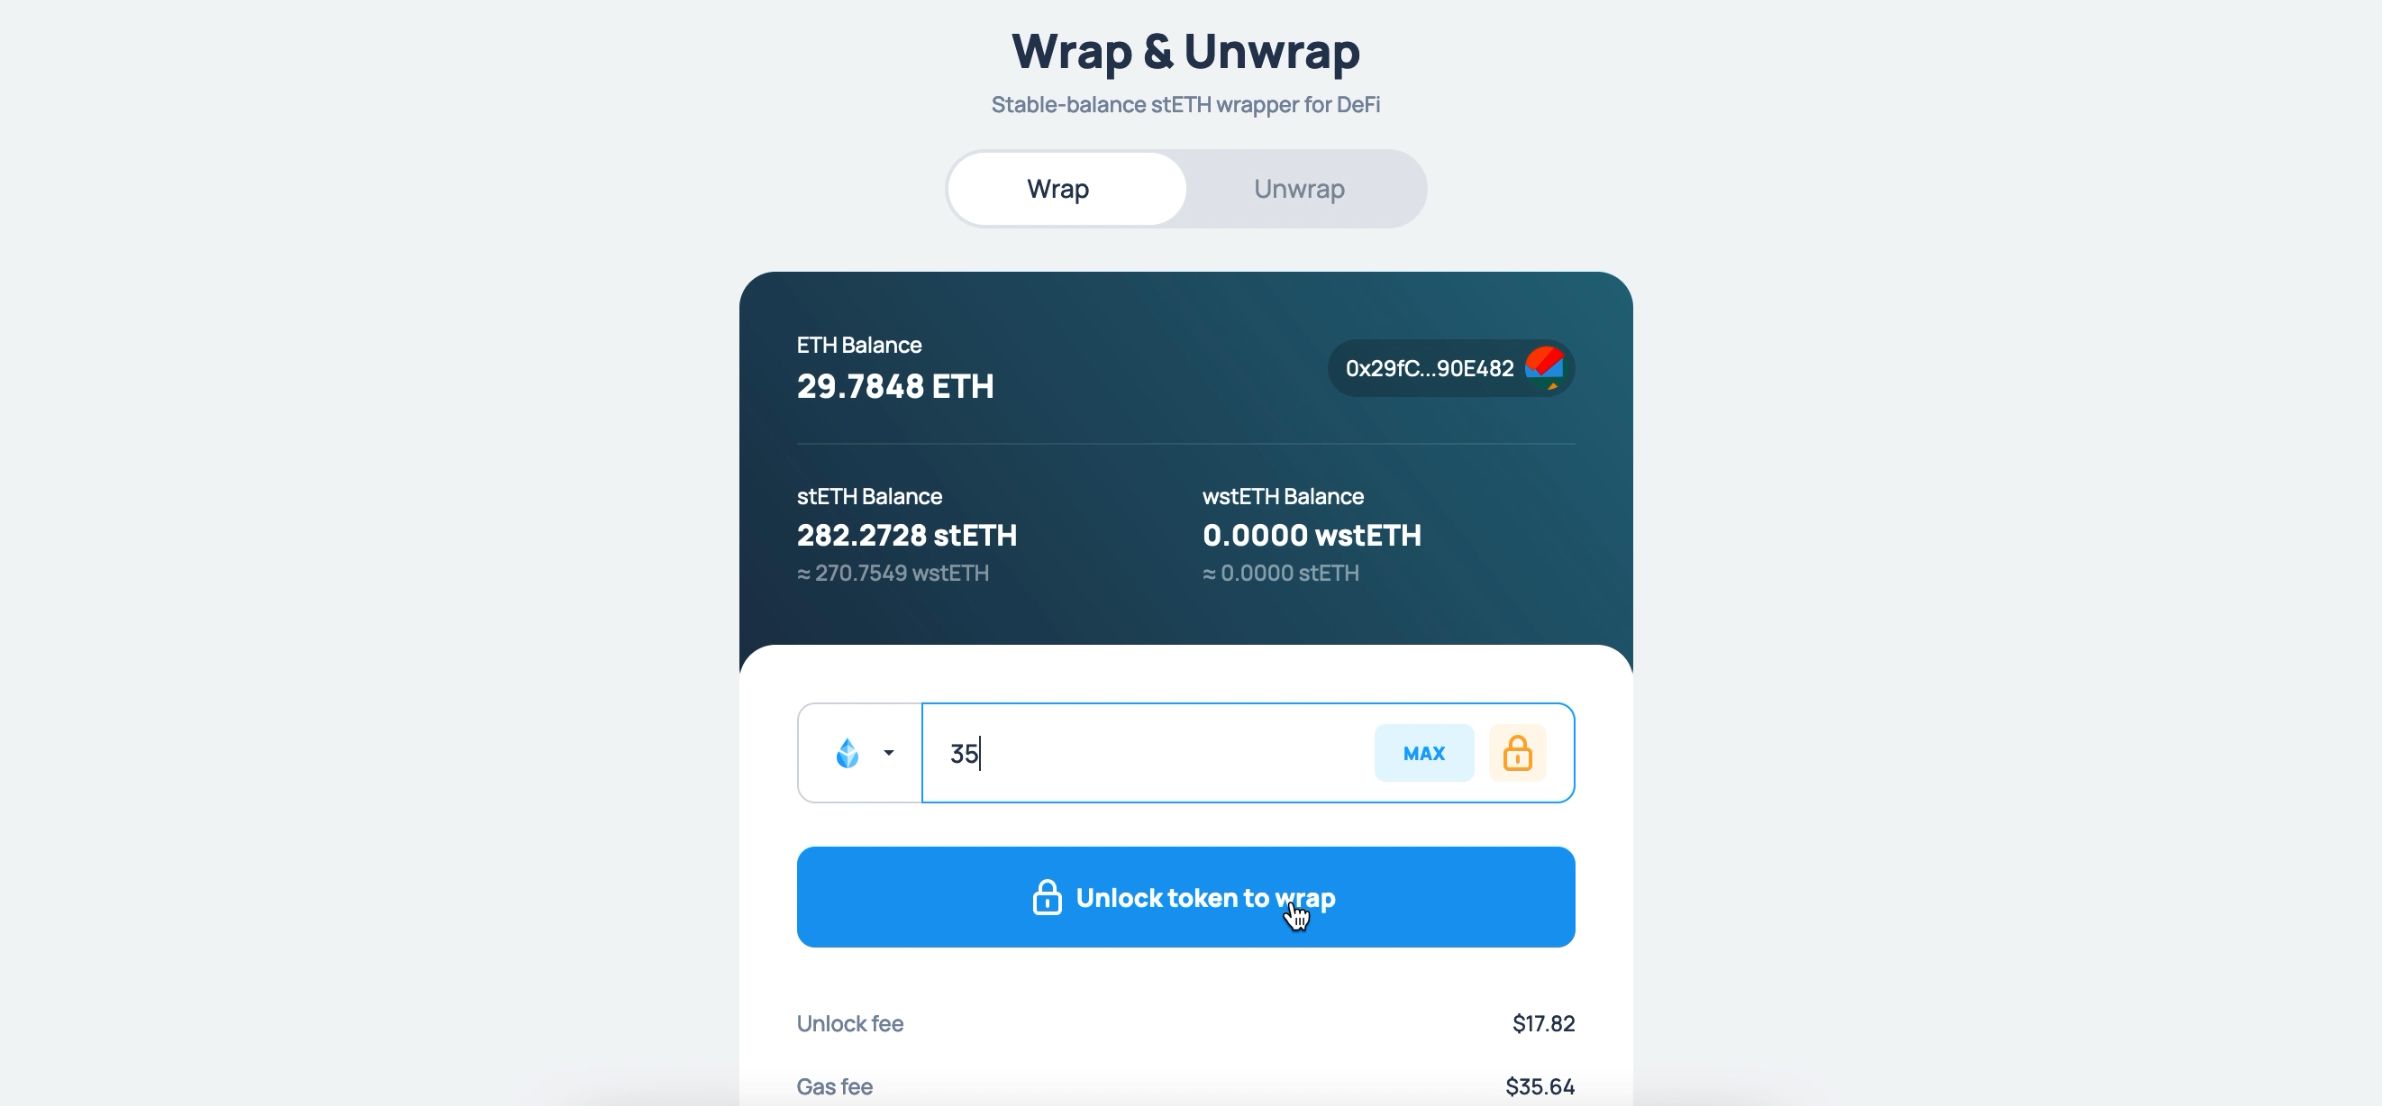 Wrap & Unwrap
Stable-balance stETH wrapper for DeFi
Wrap
Unwrap
ETH Balance
29.7848 ETH
0x29fC...90E482
stETH Balance
282.2728 stETH
≈ 270.7549 wstETH
wstETH Balance
0.0000 wstETH
≈ 0.0000 stETH
35
MAX
Unlock token to wrap
Unlock fee
$17.82
Gas fee
$35.64